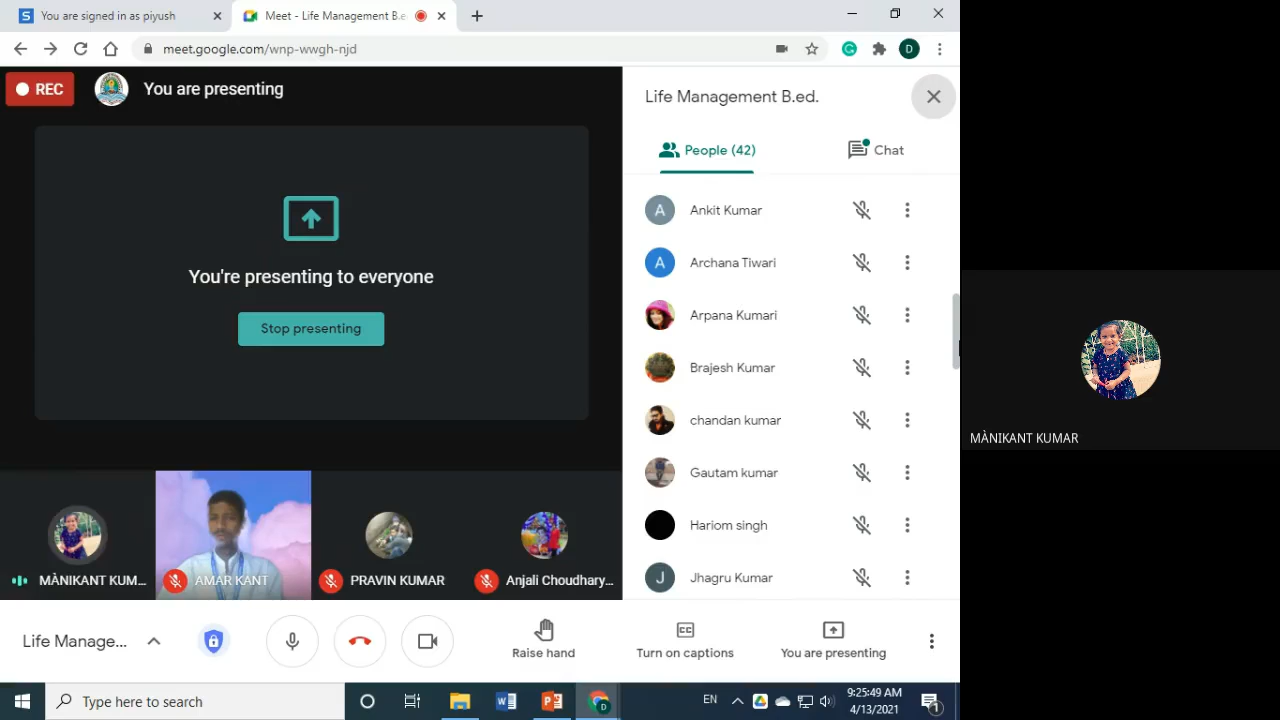 You are signed in as piyush
Meet - Life Management B.e
meet.google.com/wnp-wwgh-njd
D
REC
You are presenting
Life Management B.ed.
People (42)
Chat
You're presenting to everyone
Stop presenting
A Ankit Kumar
A Archana Tiwari
Arpana Kumari
Brajesh Kumar
chandan kumar
Gautam kumar
Hariom singh
J Jhagru Kumar
MÀNIKANT KUMAR
MÀNIKANT KUM...
AMAR KANT
PRAVIN KUMAR
Anjali Choudhary...
Life Manage...
Raise hand
Turn on captions
You are presenting
Type here to search
EN
9:25:49 AM
4/13/2021
1